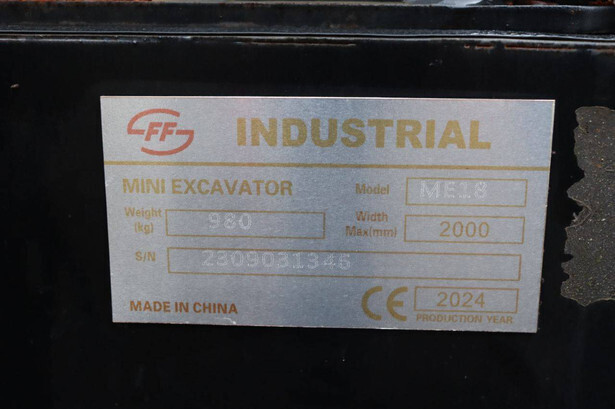 FF INDUSTRIAL
MINI EXCAVATOR Model ME18
Weight (kg) 980 Width Max(mm) 2000
S/N 2309031346
MADE IN CHINA CE 2024
PRODUCTION YEAR